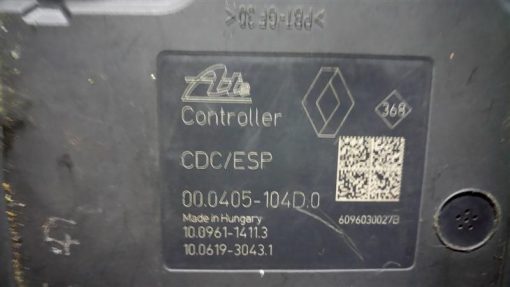 >PBT-GF30<
Ate
368
Controller
CDC/ESP
00.0405-104D.0
Made in Hungary
6096030027B
10.0961-1411.3
10.0619-3043.1